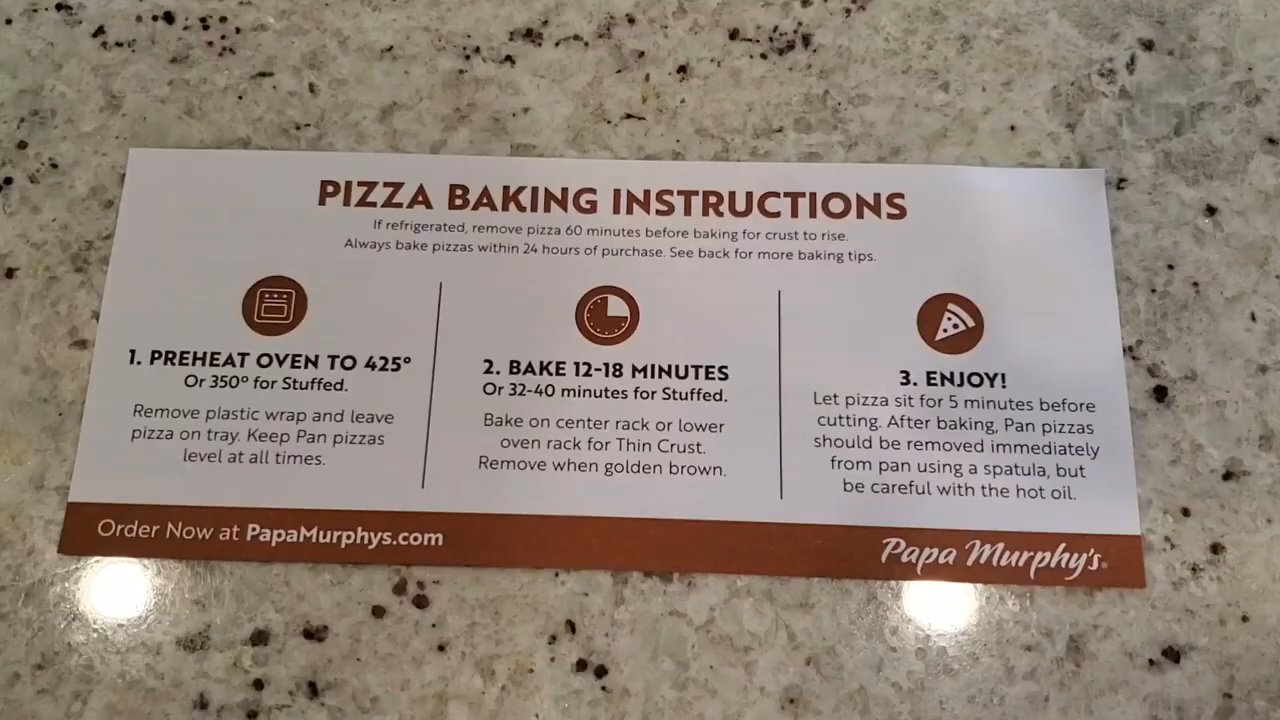 PIZZA BAKING INSTRUCTIONS
If refrigerated, remove pizza 60 minutes before baking for crust to rise.
Always bake pizzas within 24 hours of purchase. See back for more baking tips.
1. PREHEAT OVEN TO 425°
Or 350° for Stuffed.
Remove plastic wrap and leave
pizza on tray. Keep Pan pizzas
level at all times.
2. BAKE 12-18 MINUTES
Or 32-40 minutes for Stuffed.
Bake on center rack or lower
oven rack for Thin Crust.
Remove when golden brown.
3. ENJOY!
Let pizza sit for 5 minutes before
cutting. After baking, Pan pizzas
should be removed immediately
from pan using a spatula, but
be careful with the hot oil.
Order Now at PapaMurphys.com
Papa Murphy's®